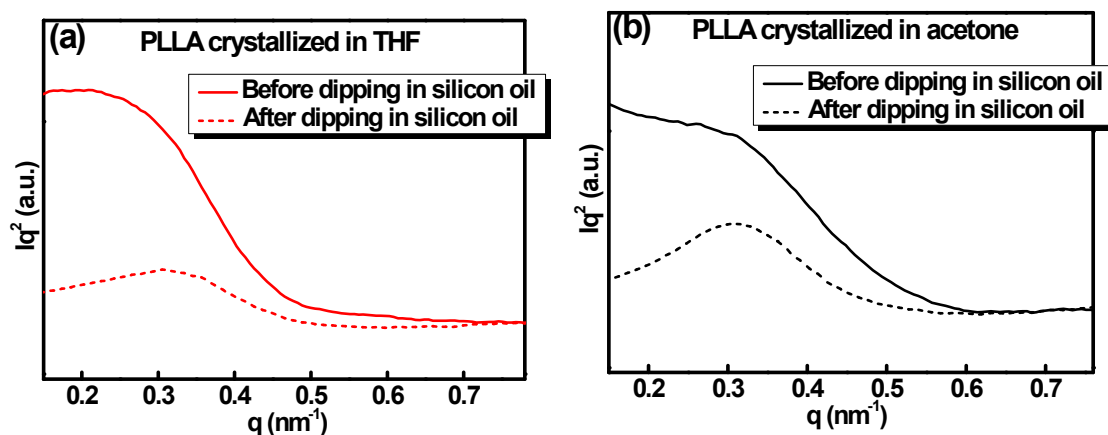 (a)
PLLA crystallized in THF
Before dipping in silicon oil
After dipping in silicon oil
Iq² (a.u.)
0.2 0.3 0.4 0.5 0.6 0.7
q (nm⁻¹)
(b)
PLLA crystallized in acetone
Before dipping in silicon oil
After dipping in silicon oil
Iq² (a.u.)
0.2 0.3 0.4 0.5 0.6 0.7
q (nm⁻¹)